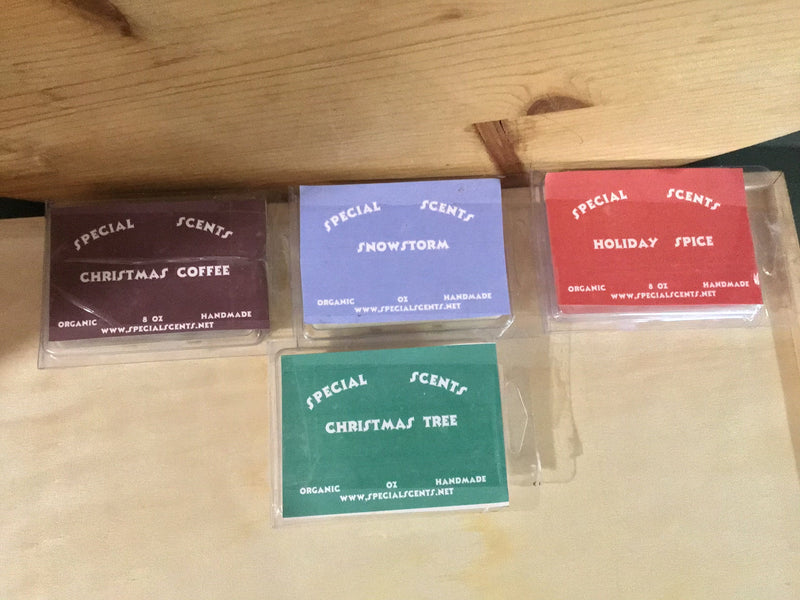 SPECIAL SCENTS
CHRISTMAS COFFEE
ORGANIC 8 OZ HANDMADE
WWW.SPECIALSCENTS.NET
SPECIAL SCENTS
SNOWSTORM
ORGANIC OZ HANDMADE
WWW.SPECIALSCENTS.NET
SPECIAL SCENTS
HOLIDAY SPICE
ORGANIC 8 OZ HANDMADE
WWW.SPECIALSCENTS.NET
SPECIAL SCENTS
CHRISTMAS TREE
ORGANIC OZ HANDMADE
WWW.SPECIALSCENTS.NET